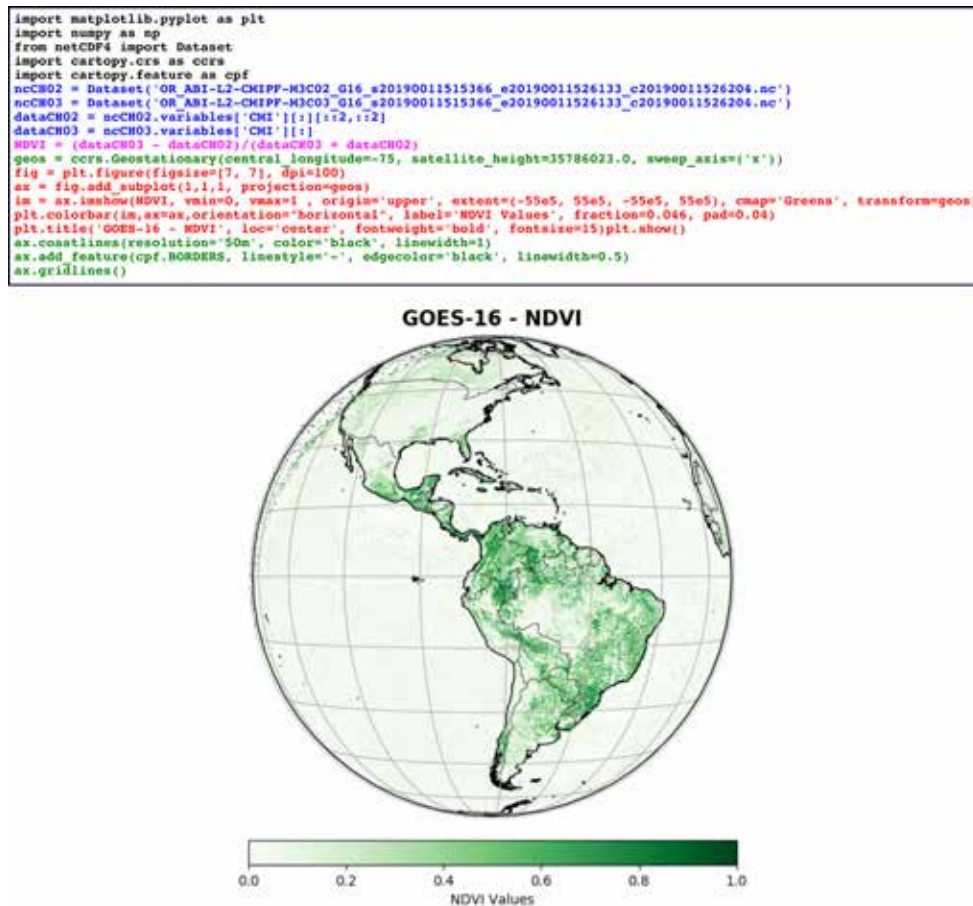 import matplotlib.pyplot as plt
import numpy as np
from netCDF4 import Dataset
import cartopy.crs as ccrs
import cartopy.feature as cpf
ncCH02 = Dataset('OR_ABI-L2-CMIPF-M3C02_G16_s20190011515366_e20190011526133_c20190011526204.nc')
ncCH03 = Dataset('OR_ABI-L2-CMIPF-M3C03_G16_s20190011515366_e20190011526133_c20190011526204.nc')
dataCH02 = ncCH02.variables['CMI'][:][::2,::2]
dataCH03 = ncCH03.variables['CMI'][:]
NDVI = (dataCH03 - dataCH02)/(dataCH03 + dataCH02)
geos = ccrs.Geostationary(central_longitude=-75, satellite_height=35786023.0, sweep_axis=('x'))
fig = plt.figure(figsize=[7, 7], dpi=100)
ax = fig.add_subplot(1,1,1, projection=geos)
im = ax.imshow(NDVI, vmin=0, vmax=1 , origin='upper', extent=(-55e5, 55e5, -55e5, 55e5), cmap='Greens', transform=geos)
plt.colorbar(im,ax=ax,orientation="horizontal", label='NDVI Values', fraction=0.046, pad=0.04)
plt.title('GOES-16 - NDVI', loc='center', fontweight='bold', fontsize=15)plt.show()
ax.coastlines(resolution='50m', color='black', linewidth=1)
ax.add_feature(cpf.BORDERS, linestyle='-', edgecolor='black', linewidth=0.5)
ax.gridlines()
GOES-16 - NDVI
0.0 0.2 0.4 0.6 0.8 1.0
NDVI Values